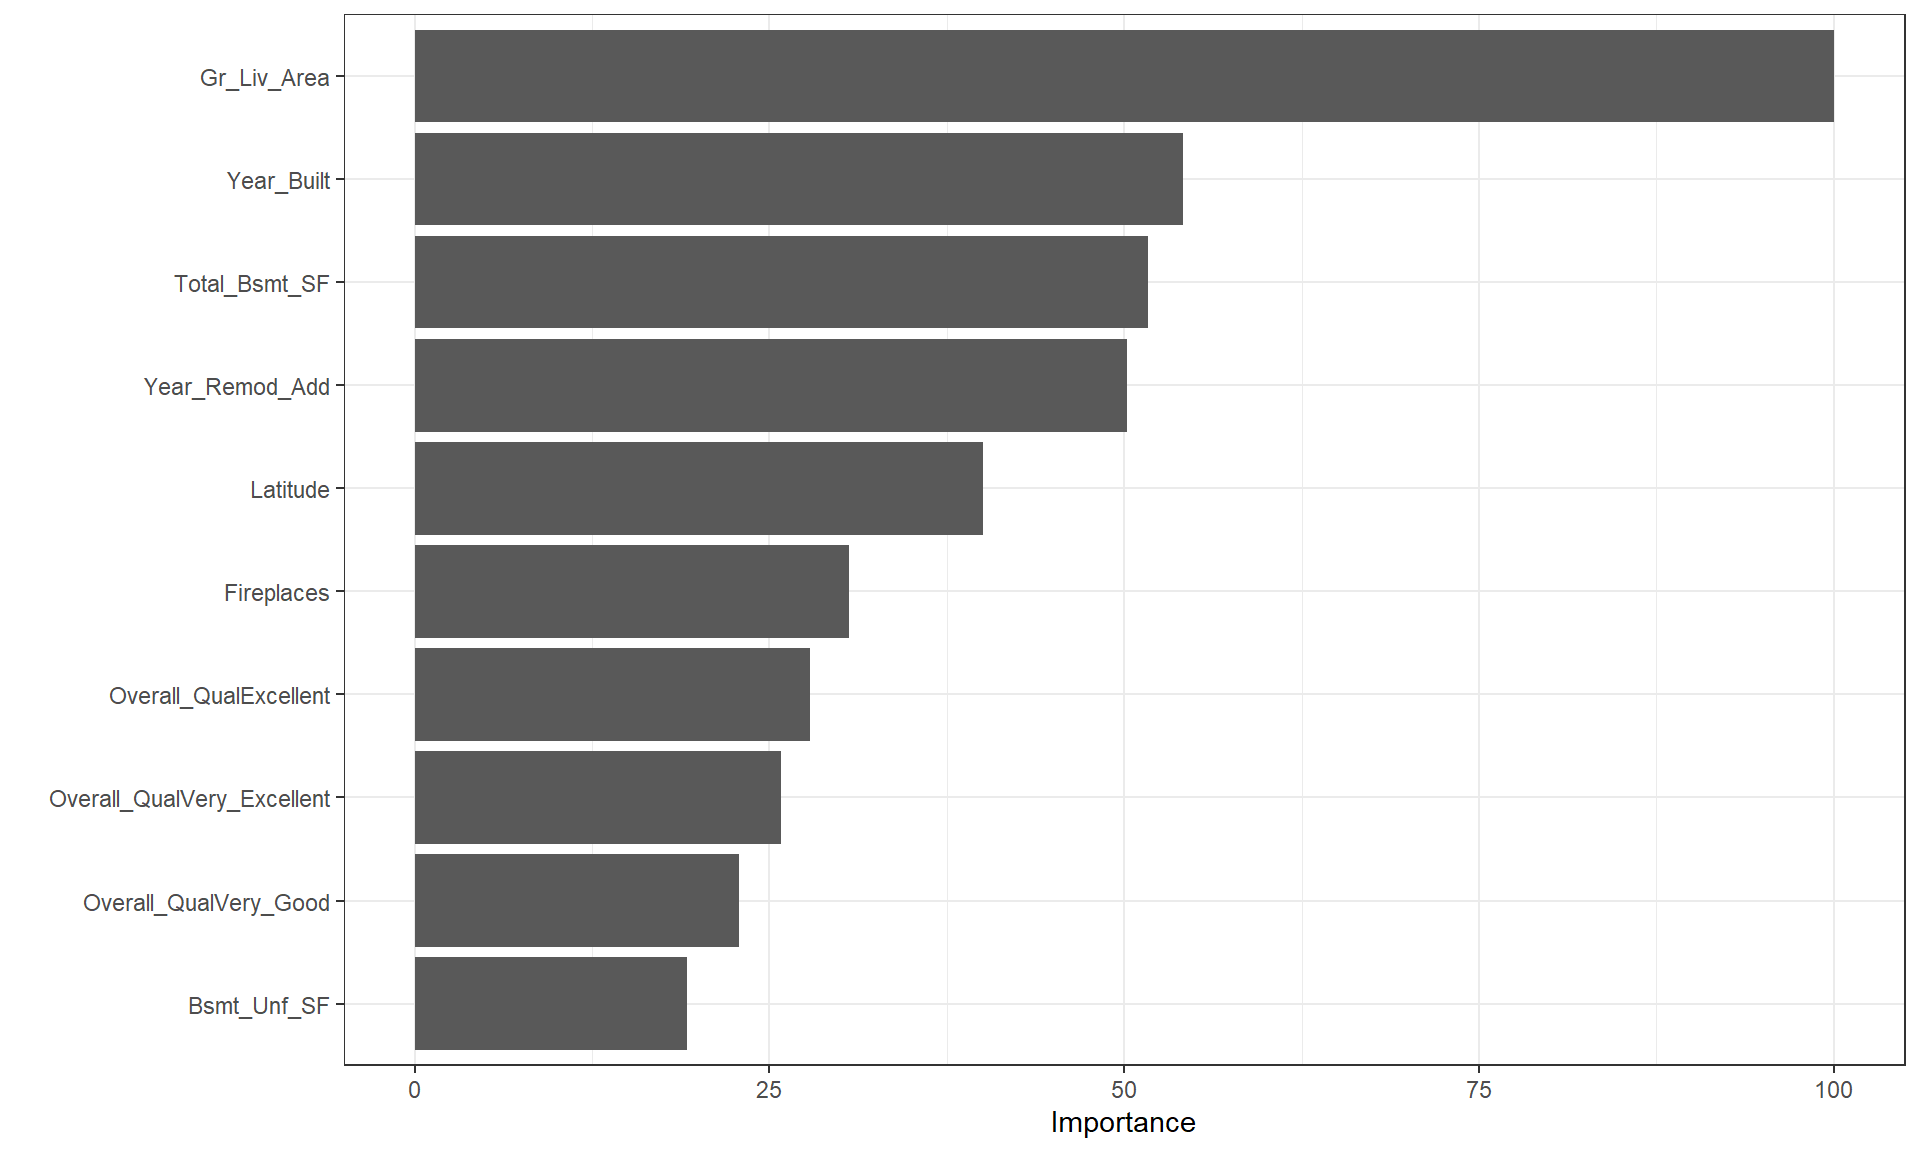 Gr_Liv_Area
Year_Built
Total_Bsmt_SF
Year_Remod_Add
Latitude
Fireplaces
Overall_QualExcellent
Overall_QualVery_Excellent
Overall_QualVery_Good
Bsmt_Unf_SF
0 25 50 75 100
Importance